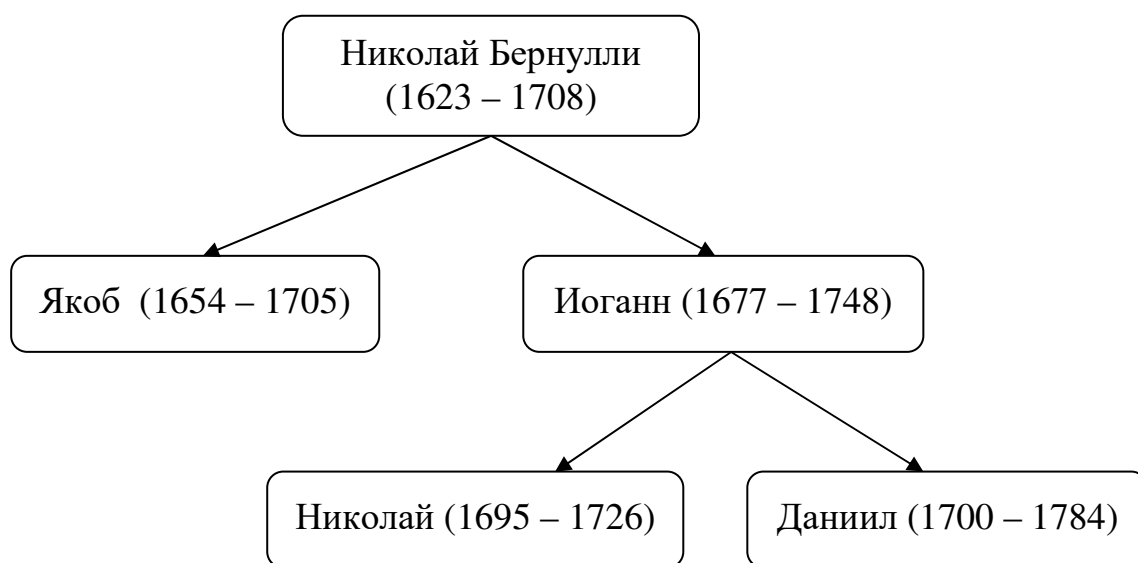 Николай Бернулли
(1623 – 1708)
Якоб (1654 – 1705)
Иоганн (1677 – 1748)
Николай (1695 – 1726)
Даниил (1700 – 1784)